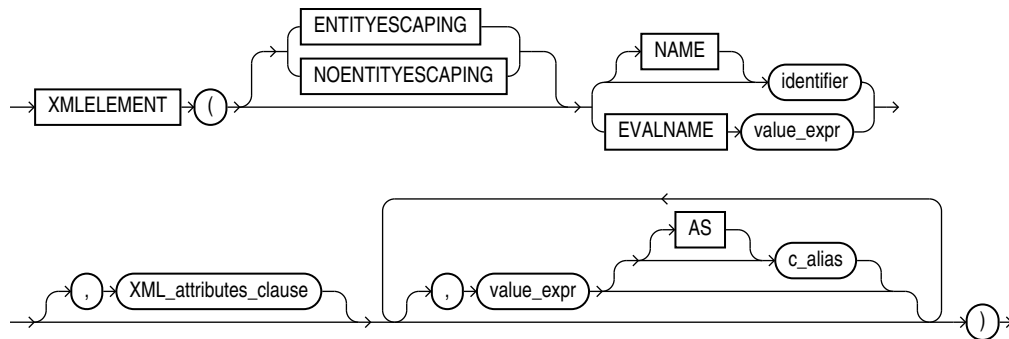 ENTITYESCAPING
NOENTITYESCAPING
NAME
identifier
XMLELEMENT (
EVALNAME value_expr
AS
c_alias
, XML_attributes_clause , value_expr )